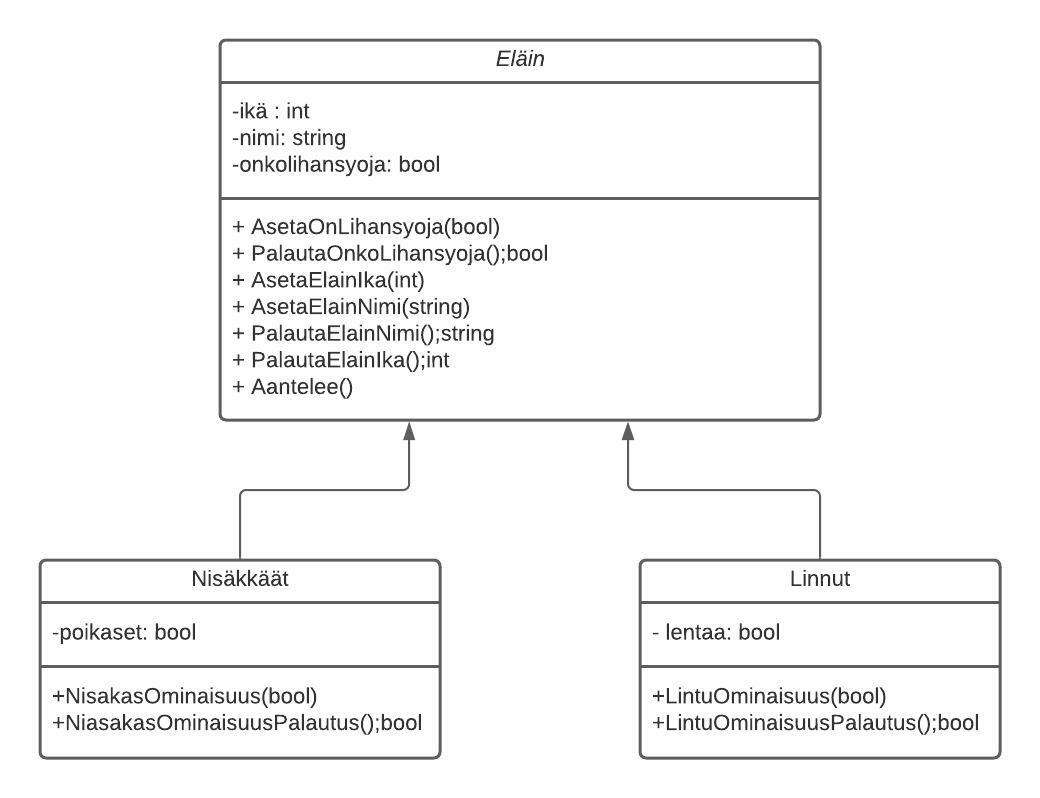 Eläin
-ikä : int
-nimi: string
-onkolihansyoja: bool
+ AsetaOnLihansyoja(bool)
+ PalautaOnkoLihansyoja();bool
+ AsetaElainIka(int)
+ AsetaElainNimi(string)
+ PalautaElainNimi();string
+ PalautaElainIka();int
+ Aantelee()
Nisäkkäät
-poikaset: bool
+NisakasOminaisuus(bool)
+NiasakasOminaisuusPalautus();bool
Linnut
- lentaa: bool
+LintuOminaisuus(bool)
+LintuOminaisuusPalautus();bool